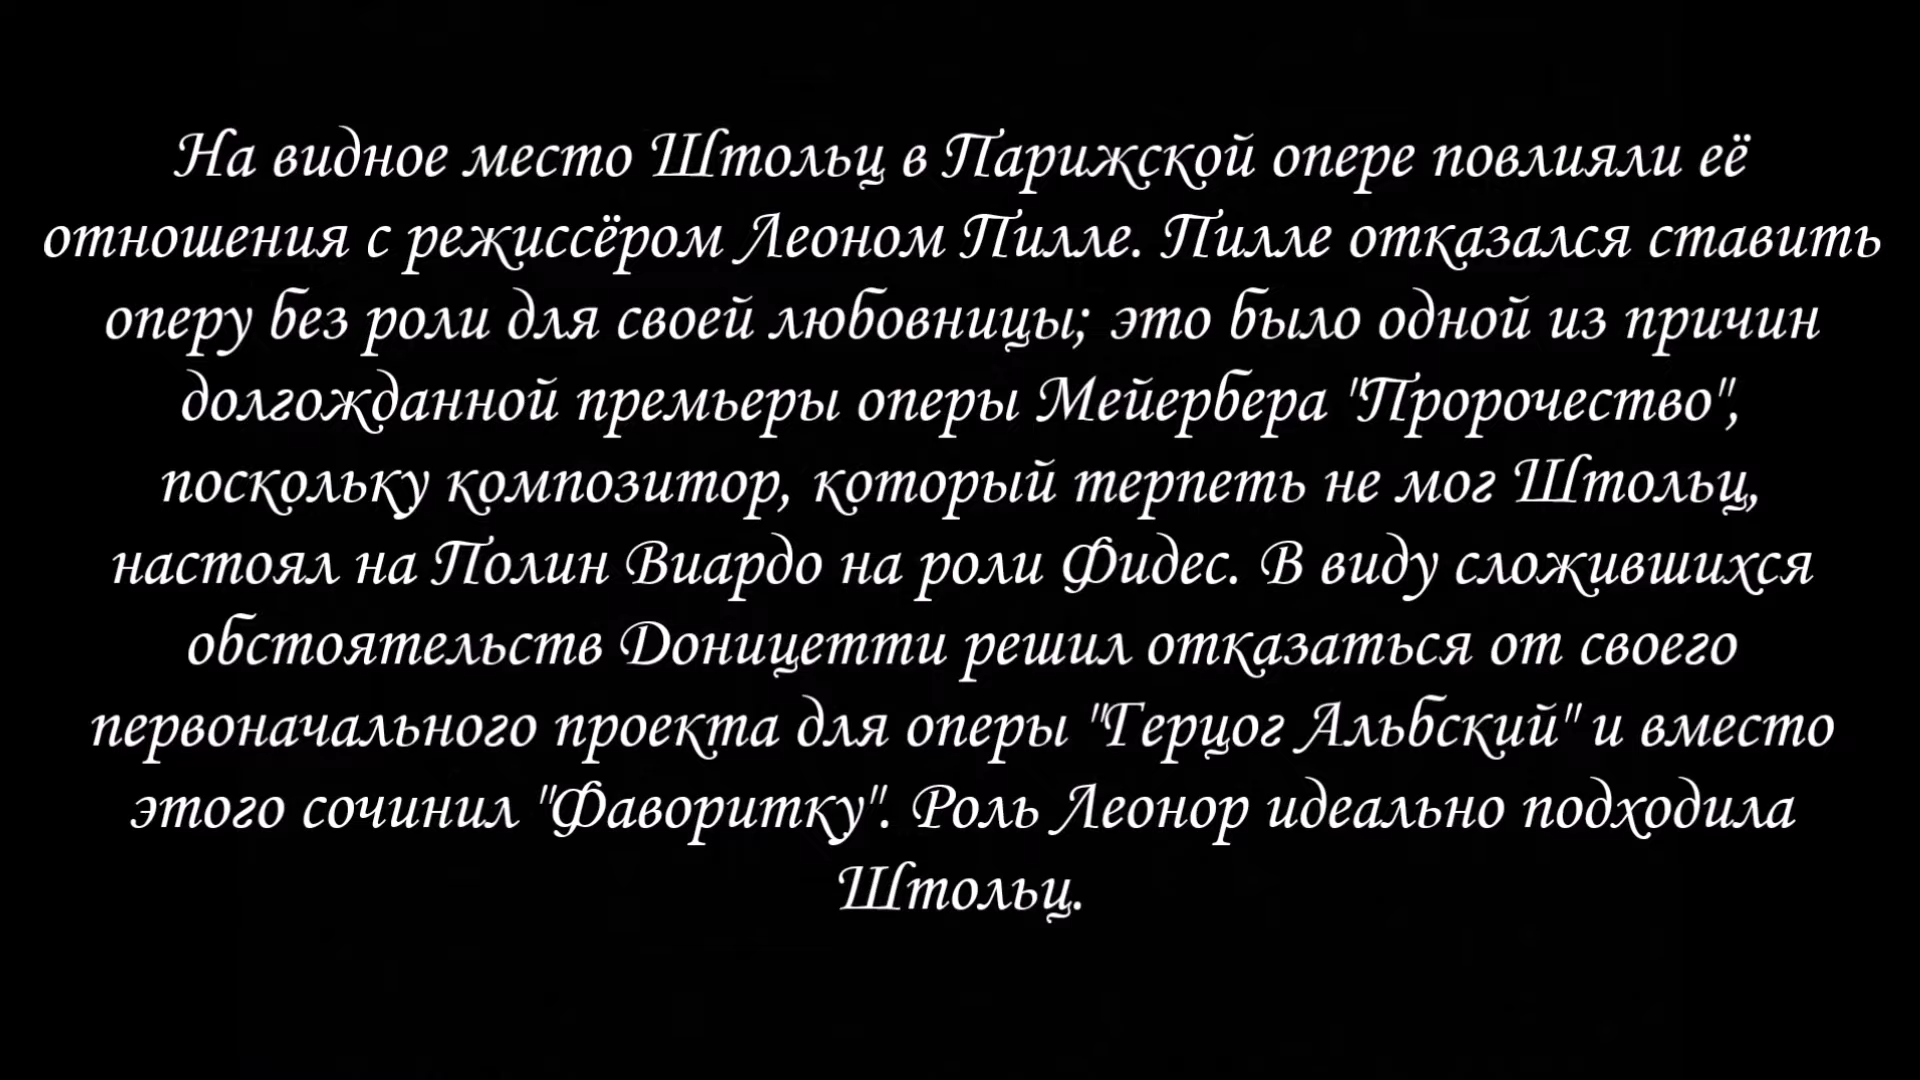 На видное место Штольц в Парижской опере повлияли её
отношения с режиссёром Леоном Пилле. Пилле отказался ставить
оперу без роли для своей любовницы; это было одной из причин
долгожданной премьеры оперы Мейербера "Пророчество",
поскольку композитор, который терпеть не мог Штольц,
настоял на Полин Виардо на роли Фидес. В виду сложившихся
обстоятельств Доницетти решил отказаться от своего
первоначального проекта для оперы "Герцог Альбский" и вместо
этого сочинил "Фаворитку". Роль Леонор идеально подходила
Штольц.